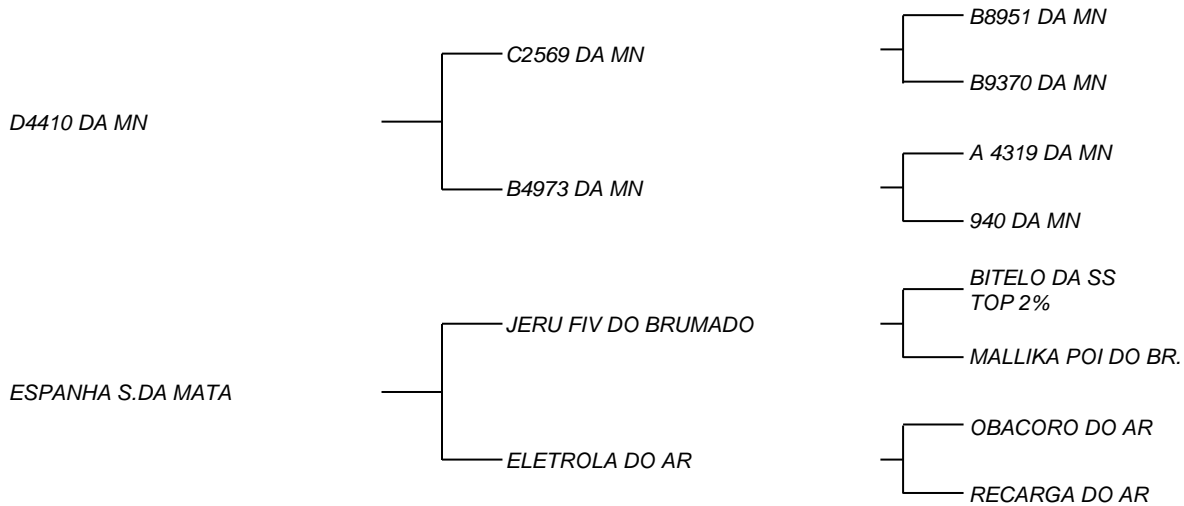 B8951 DA MN
C2569 DA MN
B9370 DA MN
D4410 DA MN
A 4319 DA MN
B4973 DA MN
940 DA MN
BITELO DA SS
TOP 2%
JERU FIV DO BRUMADO
MALLIKA POI DO BR.
ESPANHA S.DA MATA
OBACORO DO AR
ELETROLA DO AR
RECARGA DO AR